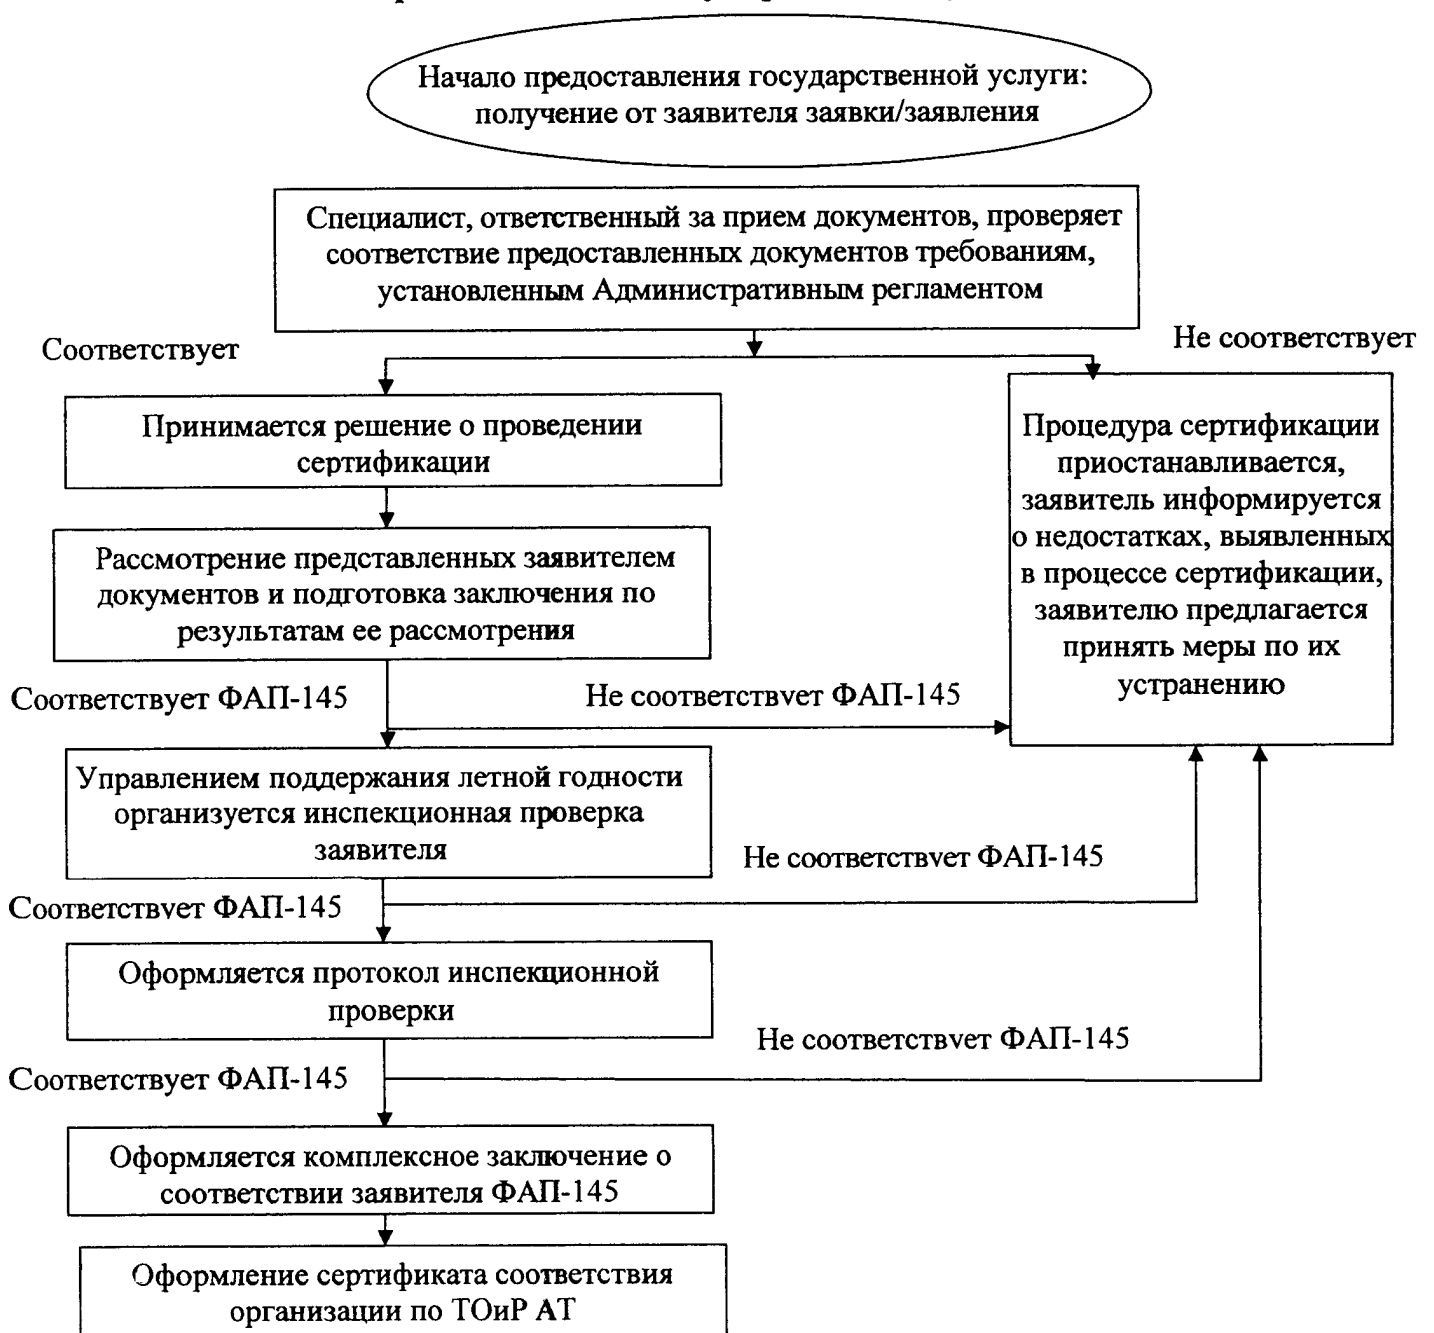 Начало предоставления государственной услуги:
получение от заявителя заявки/заявления
Специалист, ответственный за прием документов, проверяет
соответствие предоставленных документов требованиям,
установленным Административным регламентом
Соответствует
Не соответствует
Принимается решение о проведении
сертификации
Процедура сертификации
приостанавливается,
заявитель информируется
о недостатках, выявленных
в процессе сертификации,
заявителю предлагается
принять меры по их
устранению
Рассмотрение представленных заявителем
документов и подготовка заключения по
результатам ее рассмотрения
Соответствует ФАП-145
Не соответствует ФАП-145
Управлением поддержания летной годности
организуется инспекционная проверка
заявителя
Не соответствует ФАП-145
Соответствует ФАП-145
Оформляется протокол инспекционной
проверки
Не соответствует ФАП-145
Соответствует ФАП-145
Оформляется комплексное заключение о
соответствии заявителя ФАП-145
Оформление сертификата соответствия
организации по ТОиР АТ